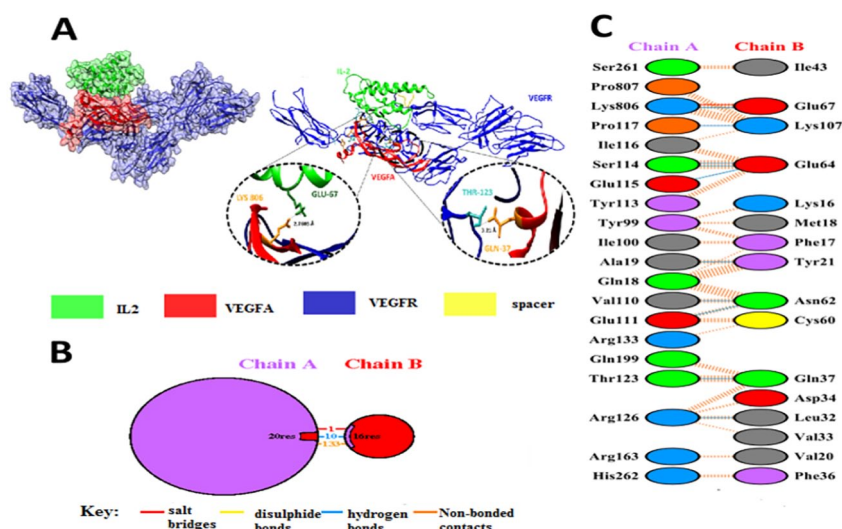 A
IL-2
VEGFR
VEGFA
LYS-806
GLU-67
THR-123
GLN-37
IL2
VEGFA
VEGFR
spacer
B
Chain A
Chain B
20res
1
10
133
16res
Key:
salt bridges
disulphide bonds
hydrogen bonds
Non-bonded contacts
C
Chain A
Chain B
Ser261
Ile43
Pro807
Lys806
Glu67
Pro117
Lys107
Ile116
Ser114
Glu64
Glu115
Tyr113
Lys16
Tyr99
Met18
Ile100
Phe17
Ala19
Tyr21
Gln18
Val110
Asn62
Glu111
Cys60
Arg133
Gln199
Thr123
Gln37
Asp34
Arg126
Leu32
Val33
Arg163
Val20
His262
Phe36